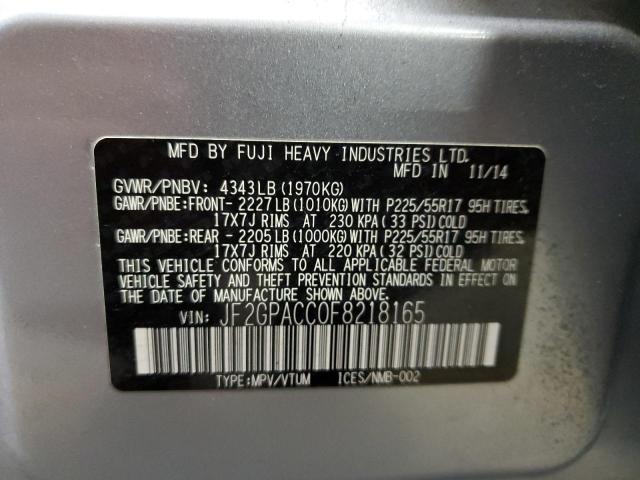 MFD BY FUJI HEAVY INDUSTRIES LTD.
MFD IN 11/14
GVWR/PNBV: 4343LB(1970KG)
GAWR/PNBE:FRONT- 2227LB(1010KG)WITH P225/55R17 95H TIRES,
17X7J RIMS AT 230 KPA(33 PSI)COLD
GAWR/PNBE:REAR - 2205LB(1000KG)WITH P225/55R17 95H TIRES,
17X7J RIMS AT 220 KPA(32 PSI)COLD
THIS VEHICLE CONFORMS TO ALL APPLICABLE FEDERAL MOTOR
VEHICLE SAFETY AND THEFT PREVENTION STANDARDS IN EFFECT
ON THE DATE OF MANUFACTURE SHOWN ABOVE.
VIN: JF2GPACC0F8218165
TYPE:MPV/VTUM ICES/NMB-002